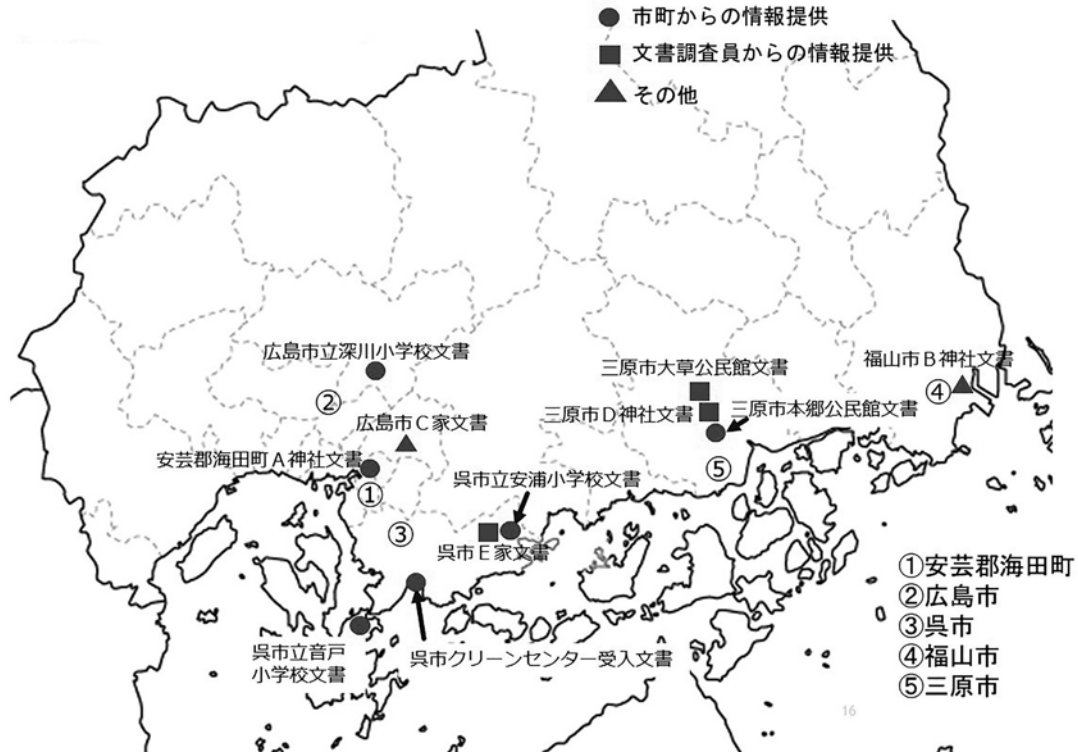 市町からの情報提供
文書調査員からの情報提供
その他
広島市立深川小学校文書
②
広島市C家文書
安芸郡海田町A神社文書
①
③
呉市立安浦小学校文書
呉市E家文書
呉市立音戸
小学校文書
呉市クリーンセンター受入文書
三原市大草公民館文書
三原市D神社文書
三原市本郷公民館文書
⑤
福山市B神社文書
④
①安芸郡海田町
②広島市
③呉市
④福山市
⑤三原市
16